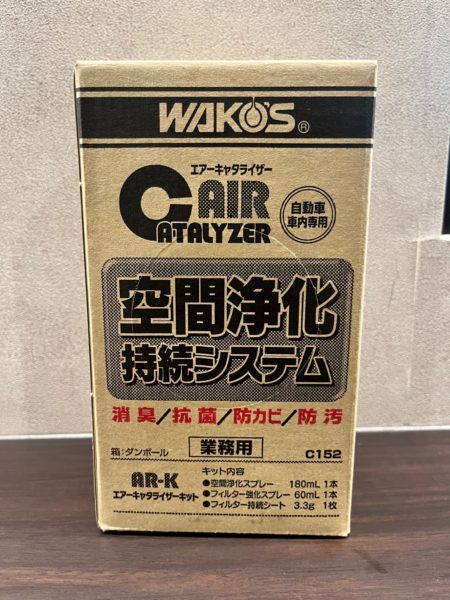 WAKO'S®
エアーキャタライザー
AIR
CATALYZER
自動車
車内専用
空間浄化
持続システム
消臭/抗菌/防カビ/防汚
箱:ダンボール
業務用
C152
AR-K
エアーキャタライザーキット
キット内容
●空間浄化スプレー 180mL 1本
●フィルター強化スプレー 60mL 1本
●フィルター持続シート 3.3g 1枚